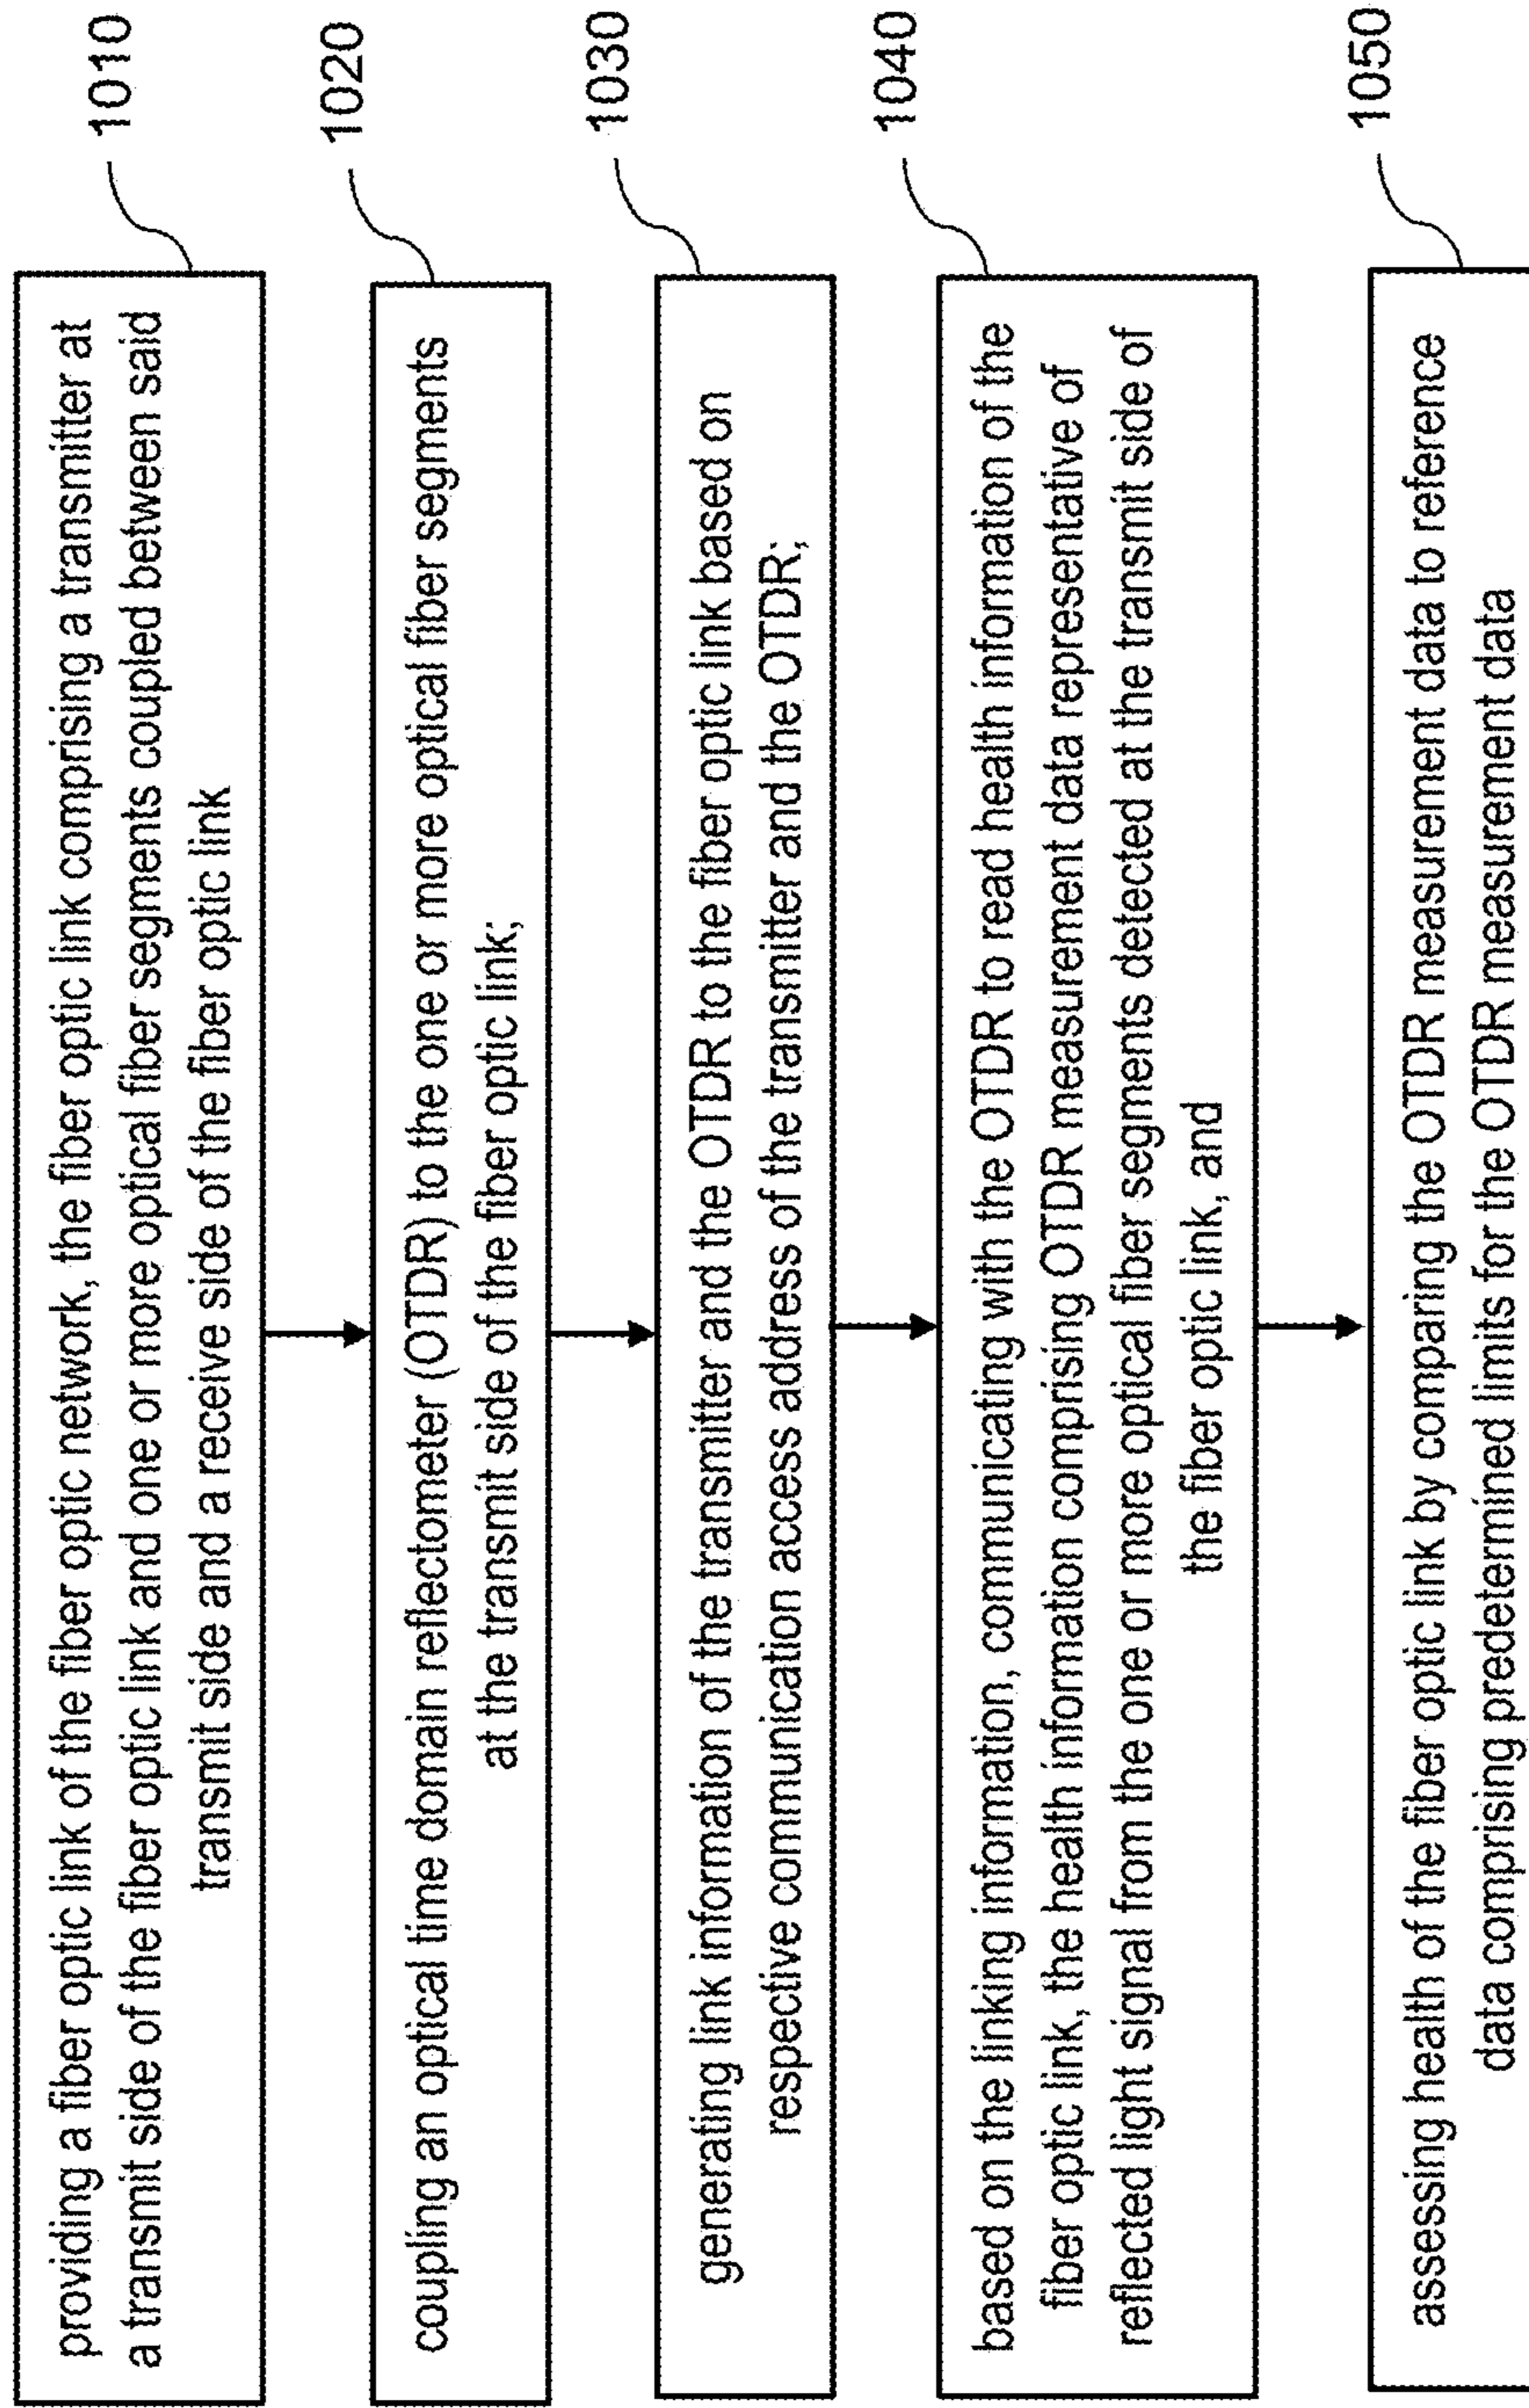 providing a fiber optic link of the fiber optic network, the fiber optic link comprising a transmitter at
a transmit side of the fiber optic link and one or more optical fiber segments coupled between said
transmit side and a receive side of the fiber optic link
1010
coupling an optical time domain reflectometer (OTDR) to the one or more optical fiber segments
at the transmit side of the fiber optic link;
1020
generating link information of the transmitter and the OTDR to the fiber optic link based on
respective communication access address of the transmitter and the OTDR;
1030
based on the linking information, communicating with the OTDR to read health information of the
fiber optic link, the health information comprising OTDR measurement data representative of
reflected light signal from the one or more optical fiber segments detected at the transmit side of
the fiber optic link, and
1040
assessing health of the fiber optic link by comparing the OTDR measurement data to reference
data comprising predetermined limits for the OTDR measurement data
1050